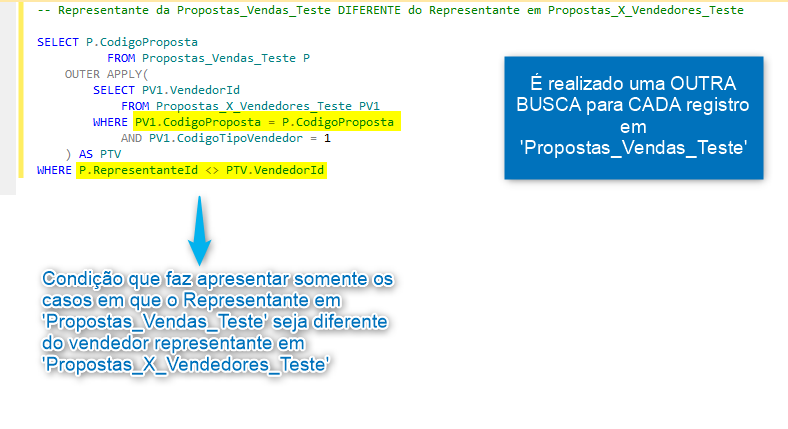 -- Representante da Propostas_Vendas_Teste DIFERENTE do Representante em Propostas_X_Vendedores_Teste
SELECT P.CodigoProposta
FROM Propostas_Vendas_Teste P
OUTER APPLY(
SELECT PV1.VendedorId
FROM Propostas_X_Vendedores_Teste PV1
WHERE PV1.CodigoProposta = P.CodigoProposta
AND PV1.CodigoTipoVendedor = 1
) AS PTV
WHERE P.RepresentanteId <> PTV.VendedorId
É realizado uma OUTRA
BUSCA para CADA registro
em
'Propostas_Vendas_Teste'
Condição que faz apresentar somente os
casos em que o Representante em
'Propostas_Vendas_Teste' seja diferente
do vendedor representante em
'Propostas_X_Vendedores_Teste'